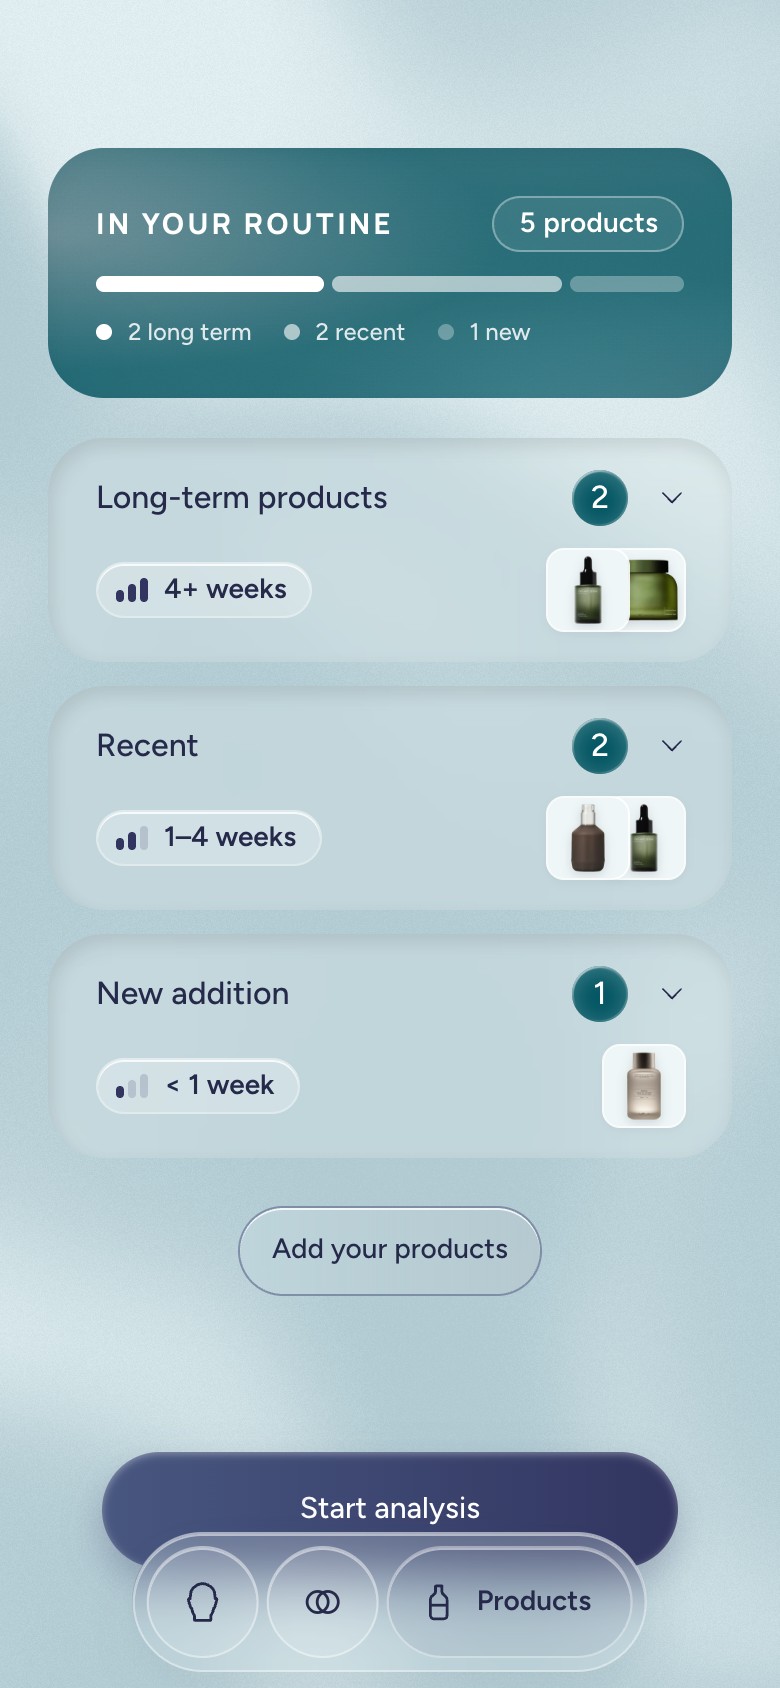 IN YOUR ROUTINE
5 products
2 long term 2 recent 1 new
Long-term products 2
4+ weeks
Recent 2
1–4 weeks
New addition 1
< 1 week
Add your products
Start analysis
Products